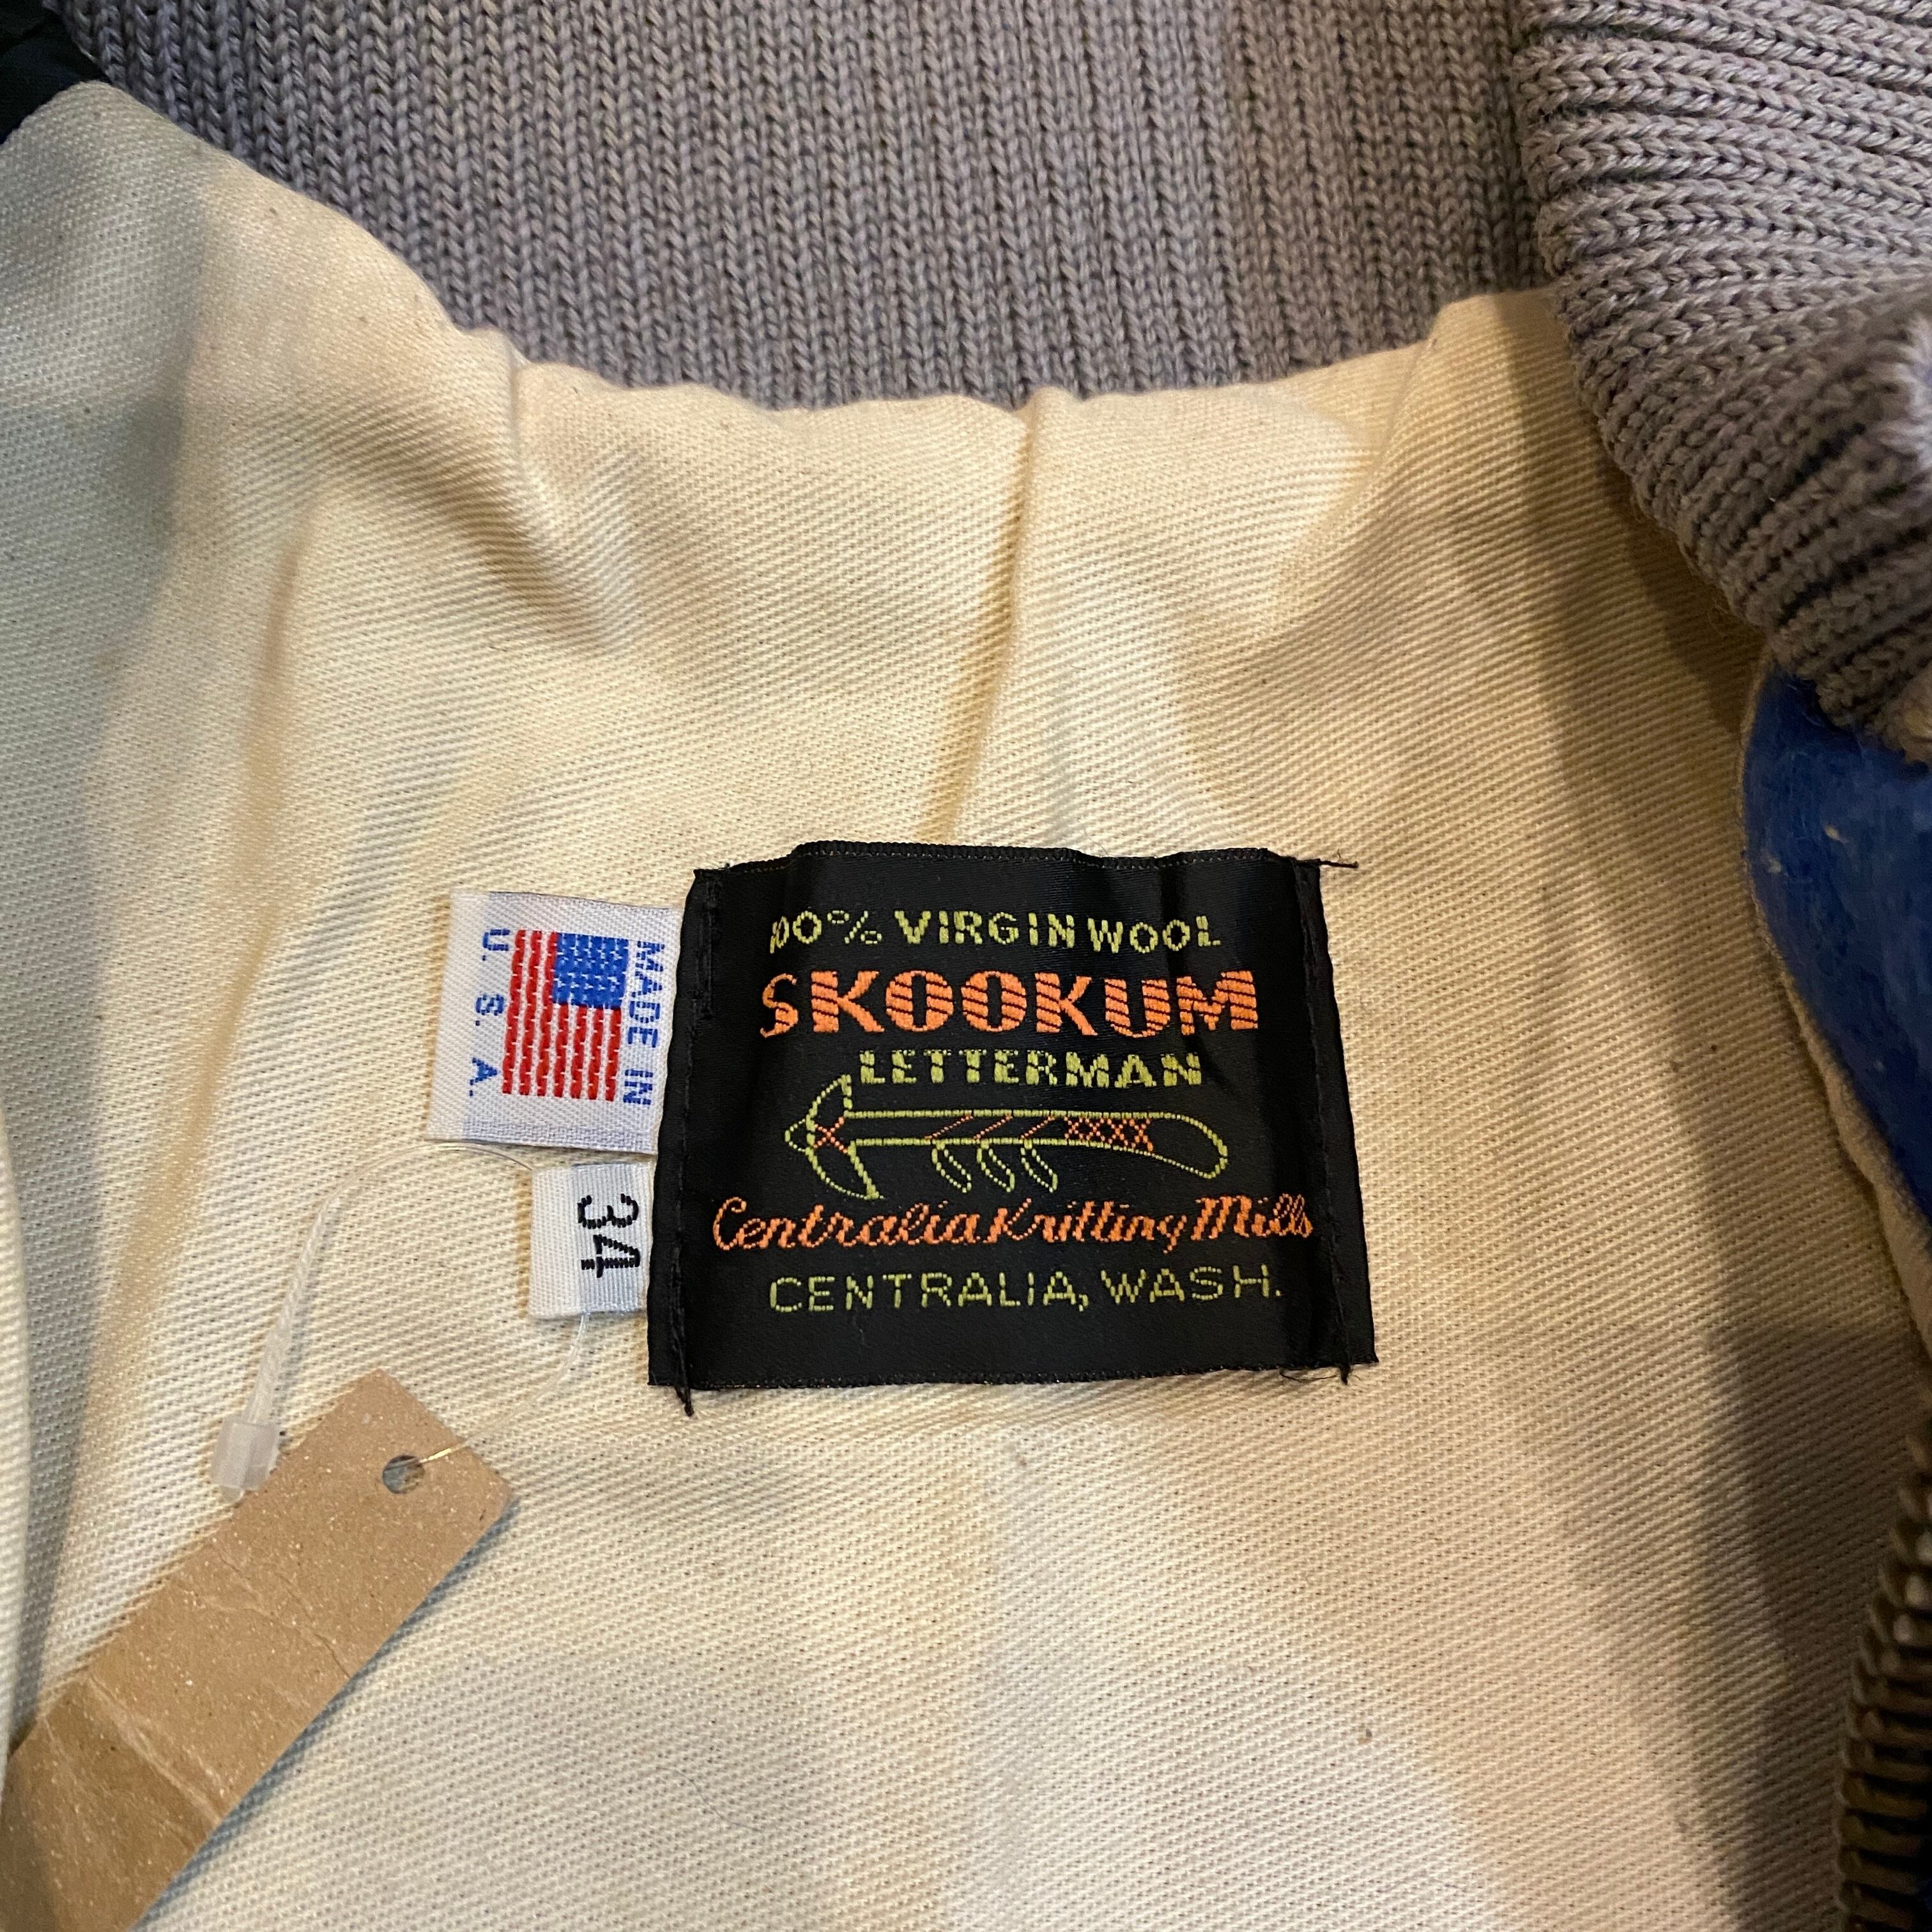 100% VIRGIN WOOL
SKOOKUM
LETTERMAN
Centralia Knitting Mills
CENTRALIA, WASH.
MADE IN
U. S. A.
34